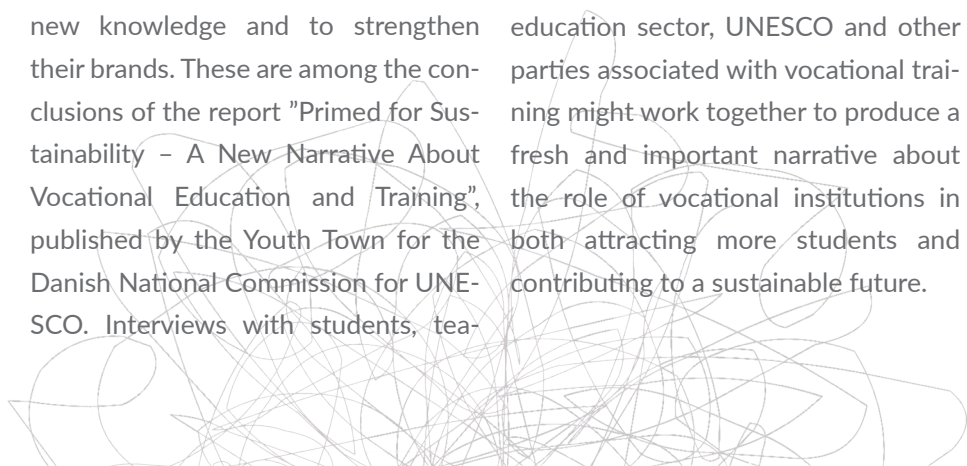 new knowledge and to strengthen
their brands. These are among the con-
clusions of the report ”Primed for Sus-
tainability – A New Narrative About
Vocational Education and Training”,
published by the Youth Town for the
Danish National Commission for UNE-
SCO. Interviews with students, tea-
education sector, UNESCO and other
parties associated with vocational trai-
ning might work together to produce a
fresh and important narrative about
the role of vocational institutions in
both attracting more students and
contributing to a sustainable future.